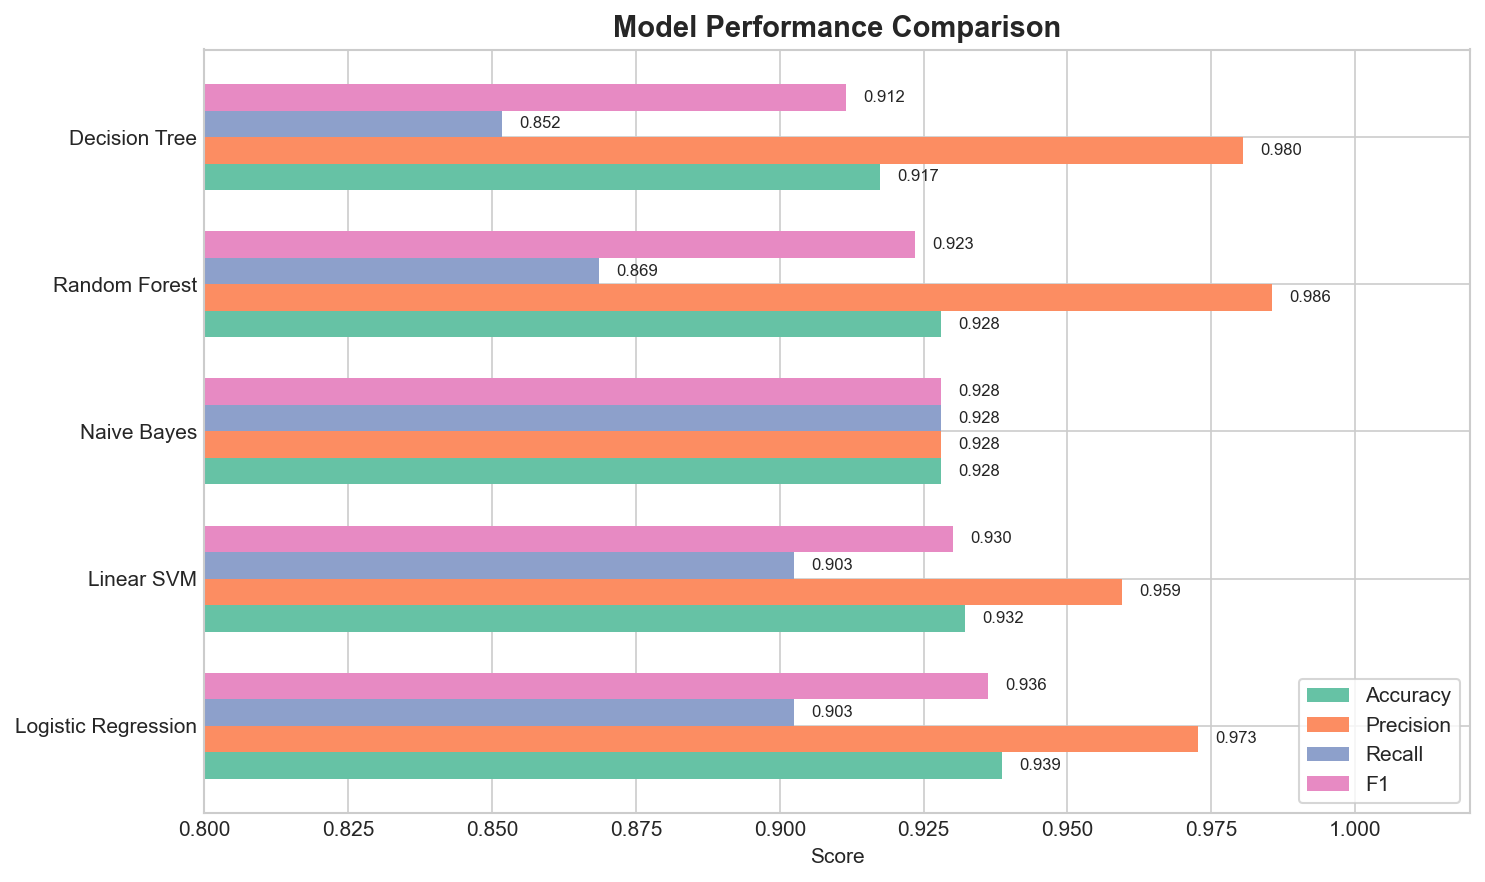 Model Performance Comparison
Decision Tree
0.912
0.852
0.980
0.917
Random Forest
0.923
0.869
0.986
0.928
Naive Bayes
0.928
0.928
0.928
0.928
Linear SVM
0.930
0.903
0.959
0.932
Logistic Regression
0.936
0.903
0.973
0.939
Accuracy
Precision
Recall
F1
0.800 0.825 0.850 0.875 0.900 0.925 0.950 0.975 1.000
Score